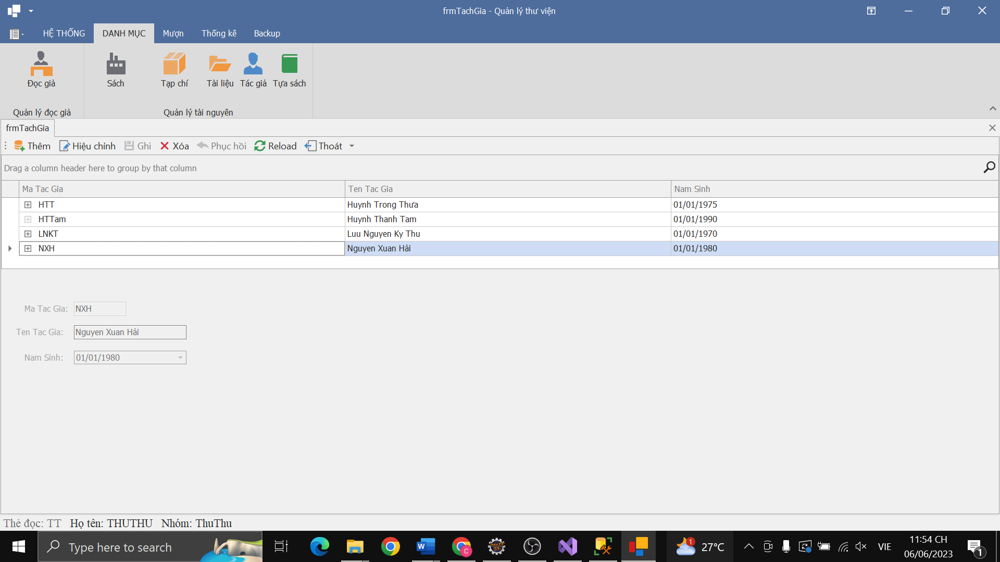 frmTachGia - Quản lý thư viện
HỆ THỐNG DANH MỤC Mượn Thống kê Backup
Đọc giả Sách Tạp chí Tài liệu Tác giả Tựa sách
Quản lý đọc giả Quản lý tài nguyên
frmTachGia
Thêm Hiệu chỉnh Ghi Xóa Phục hồi Reload Thoát
Drag a column header here to group by that column
Ma Tac Gia Ten Tac Gia Nam Sinh
HTT Huynh Trong Thưa 01/01/1975
HTTam Huynh Thanh Tam 01/01/1990
LNKT Luu Nguyen Ky Thu 01/01/1970
NXH Nguyen Xuan Hải 01/01/1980
Ma Tac Gia: NXH
Ten Tac Gia: Nguyen Xuan Hải
Nam Sinh: 01/01/1980
Thẻ đọc: TT Họ tên: THUTHU Nhóm: ThuThu
Type here to search
W
C
Java EE
IDE
1
27°C
VIE
11:54 CH
06/06/2023
1